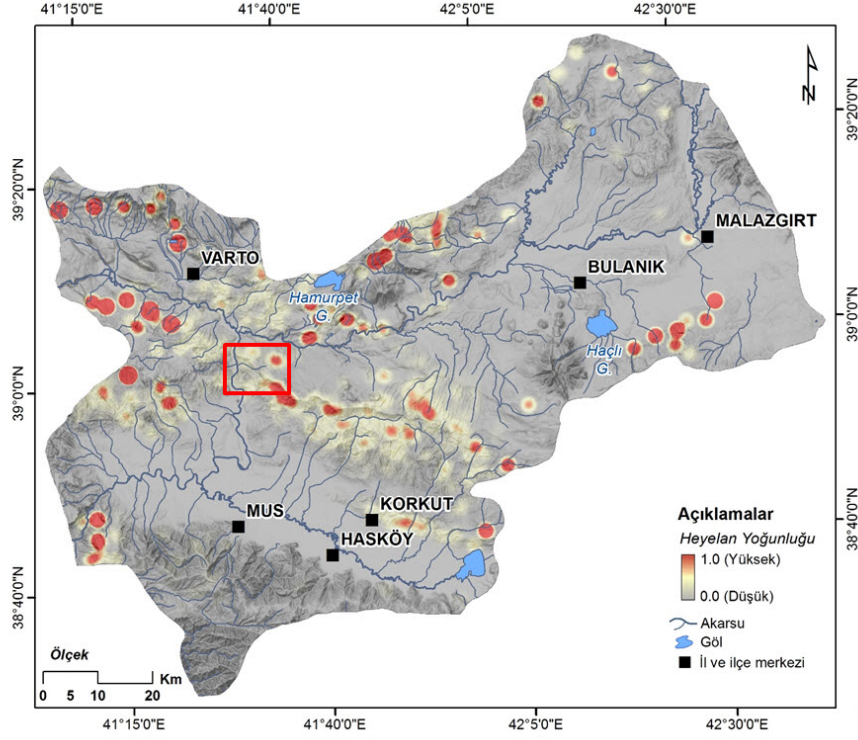 41°15'0"E 41°40'0"E 42°5'0"E 42°30'0"E
N
39°20'0"N
39°20'0"N
MALAZGIRT
VARTO
BULANIK
Hamurpet
G.
38°0'0"N
Haçlı
G.
39°0'0"N
KORKUT
MUS
HASKÖY
38°40'0"N
Açıklamalar
Heyelan Yoğunluğu
1.0 (Yüksek)
0.0 (Düşük)
38°40'0"N
Akarsu
Göl
İl ve ilçe merkezi
Ölçek
Km
0 5 10 20
41°15'0"E 41°40'0"E 42°5'0"E 42°30'0"E